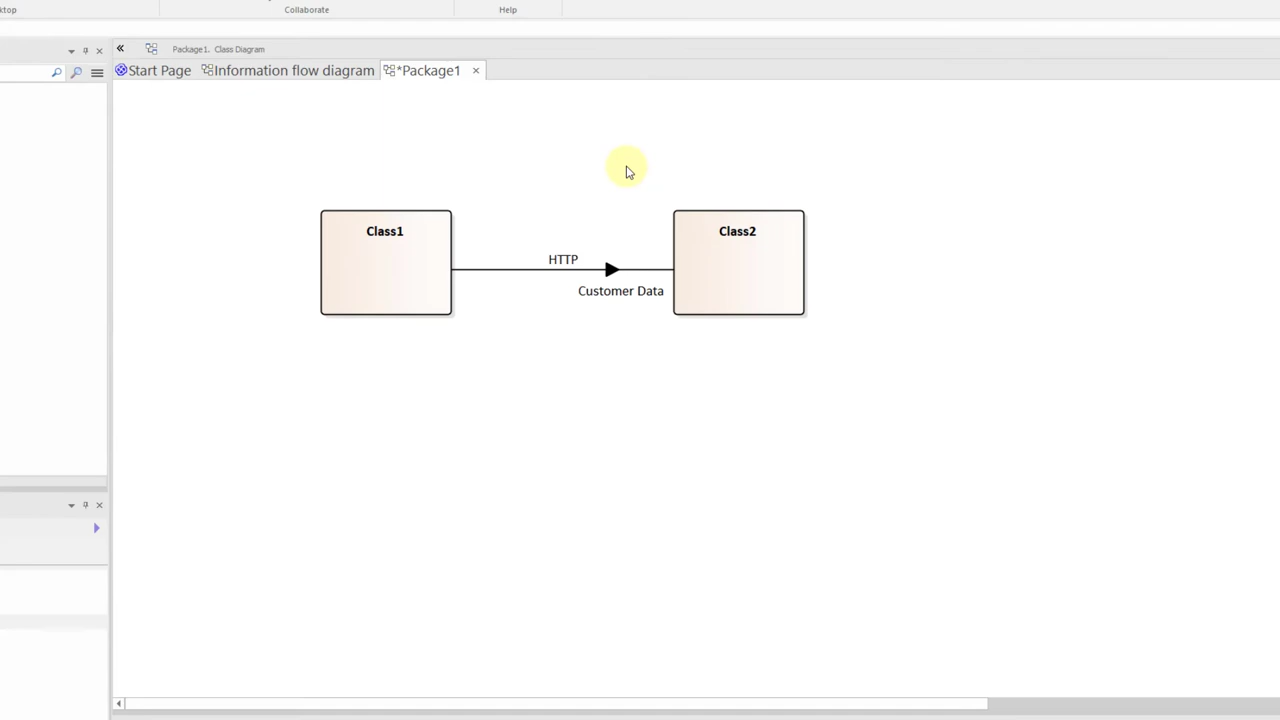 ktop
Collaborate
Help
Package1. Class Diagram
Start Page
Information flow diagram
*Package1
Class1
Class2
HTTP
Customer Data